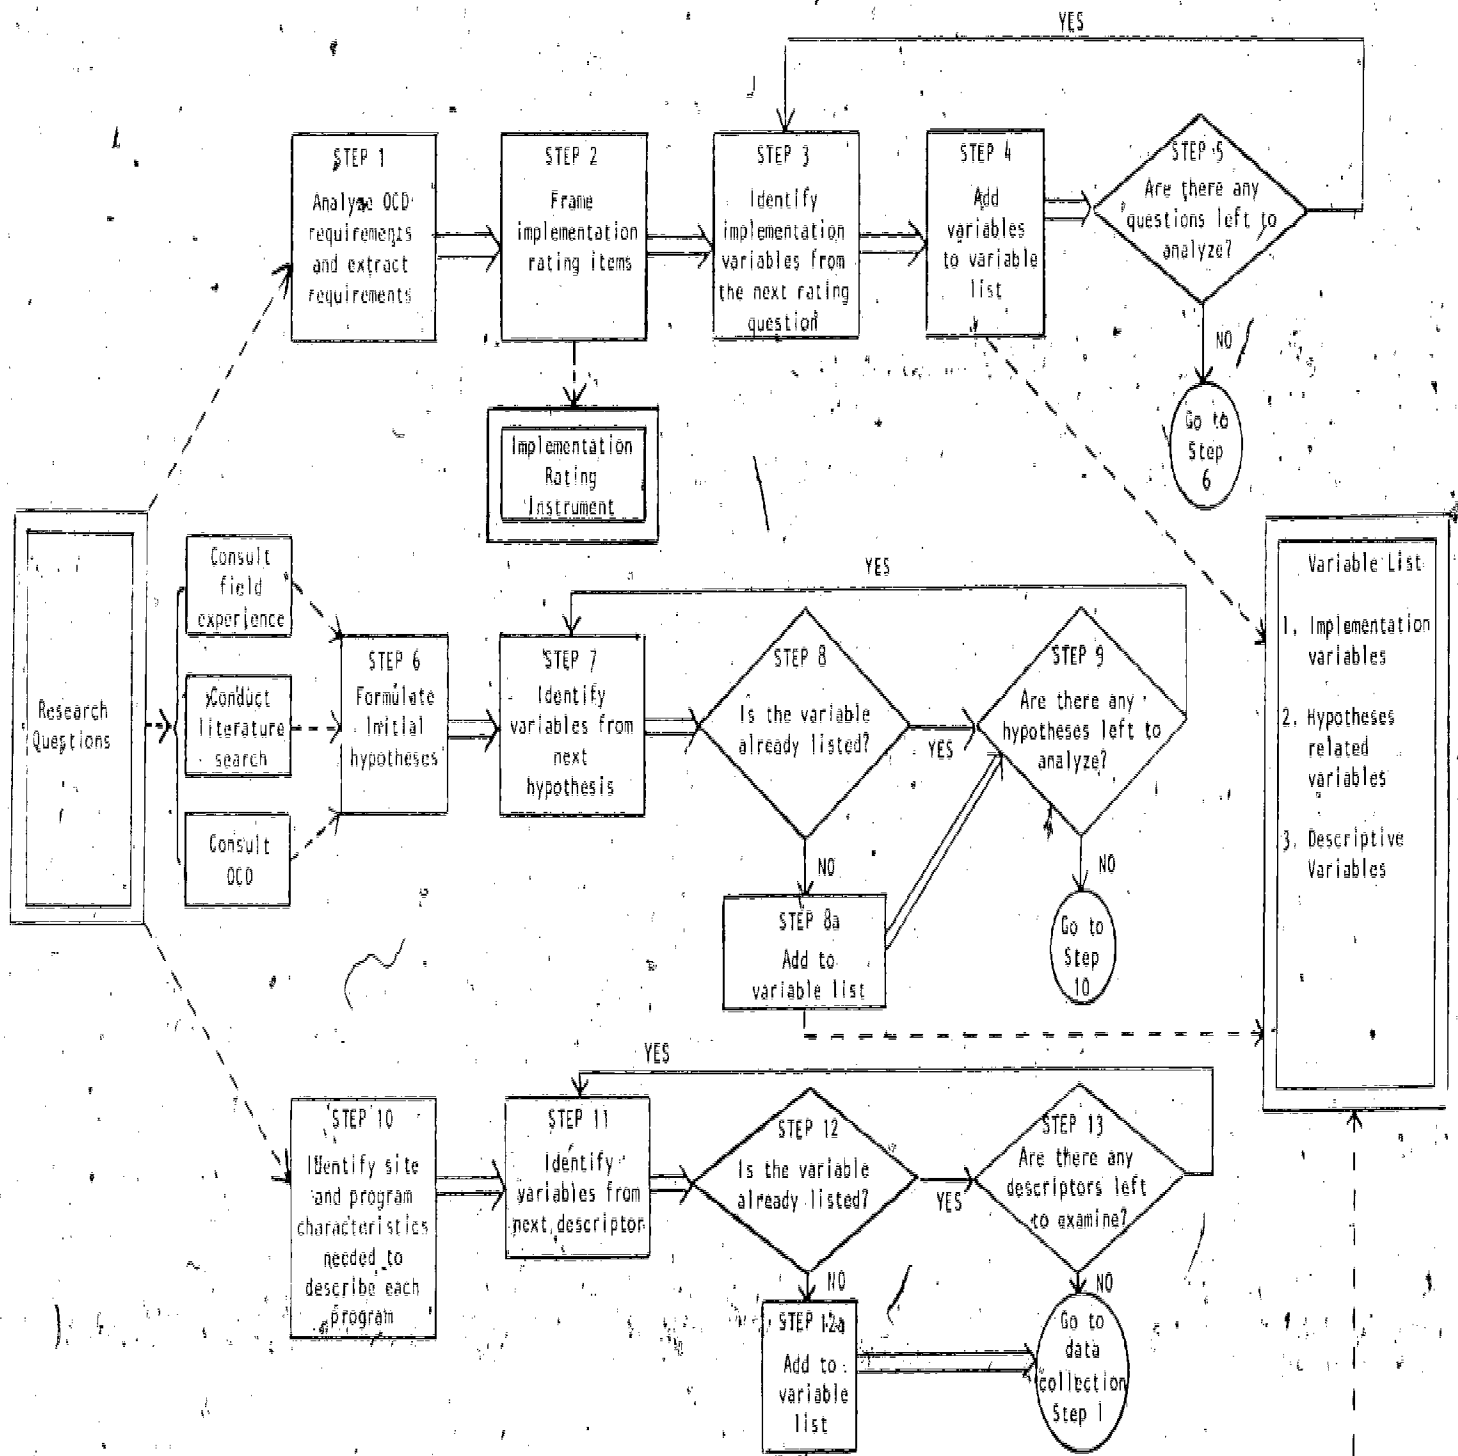 YES
STEP 1
Analyze OCD
requirements
and extract
requirements
STEP 2
Frame
implementation
rating items
STEP 3
Identify
implementation
variables from
the next rating
question
STEP 4
Add
variables
to variable
list
STEP 5
Are there any
questions left to
analyze?
NO
Go to
Step
6
Implementation
Rating
Instrument
Research
Questions
Consult
field
experience
Conduct
literature
search
Consult
OCD
STEP 6
Formulate
Initial
hypotheses
YES
STEP 7
Identify
variables from
next
hypothesis
STEP 8
Is the variable
already listed?
YES
NO
STEP 8a
Add to
variable list
STEP 9
Are there any
hypotheses left to
analyze?
NO
Go to
Step
10
Variable List
1. Implementation
variables
2. Hypotheses
related
variables
3. Descriptive
Variables
YES
STEP 10
Identify site
and program
characteristics
needed to
describe each
program
STEP 11
Identify
variables from
next descriptor
STEP 12
Is the variable
already listed?
YES
NO
STEP 12a
Add to
variable
list
STEP 13
Are there any
descriptors left
to examine?
NO
Go to
data
collection
Step 1